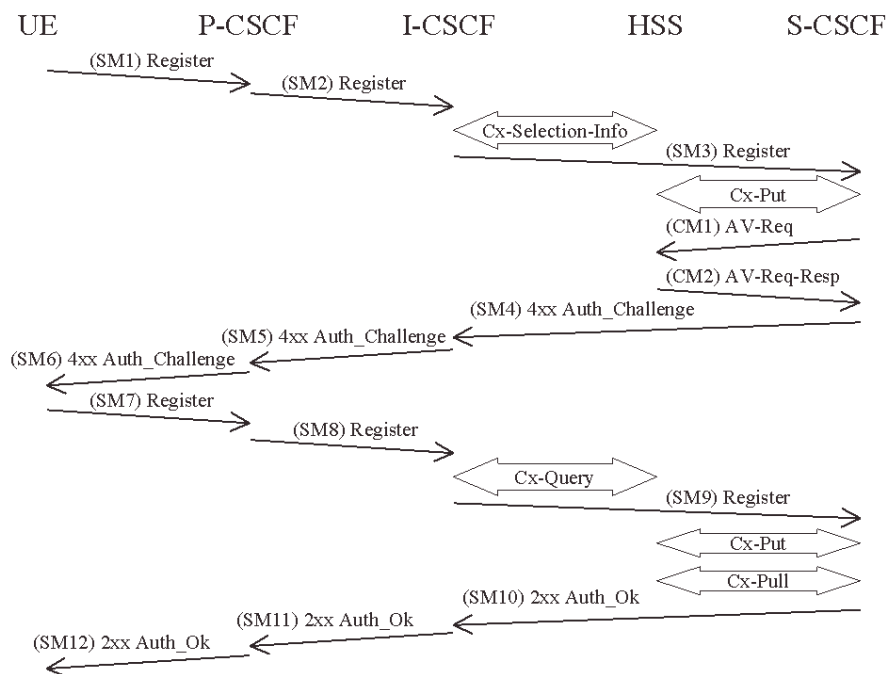 UE P-CSCF I-CSCF HSS S-CSCF
(SM1) Register
(SM2) Register
Cx-Selection-Info
(SM3) Register
Cx-Put
(CM1) AV-Req
(CM2) AV-Req-Resp
(SM4) 4xx Auth_Challenge
(SM5) 4xx Auth_Challenge
(SM6) 4xx Auth_Challenge
(SM7) Register
(SM8) Register
Cx-Query
(SM9) Register
Cx-Put
Cx-Pull
(SM10) 2xx Auth_Ok
(SM11) 2xx Auth_Ok
(SM12) 2xx Auth_Ok